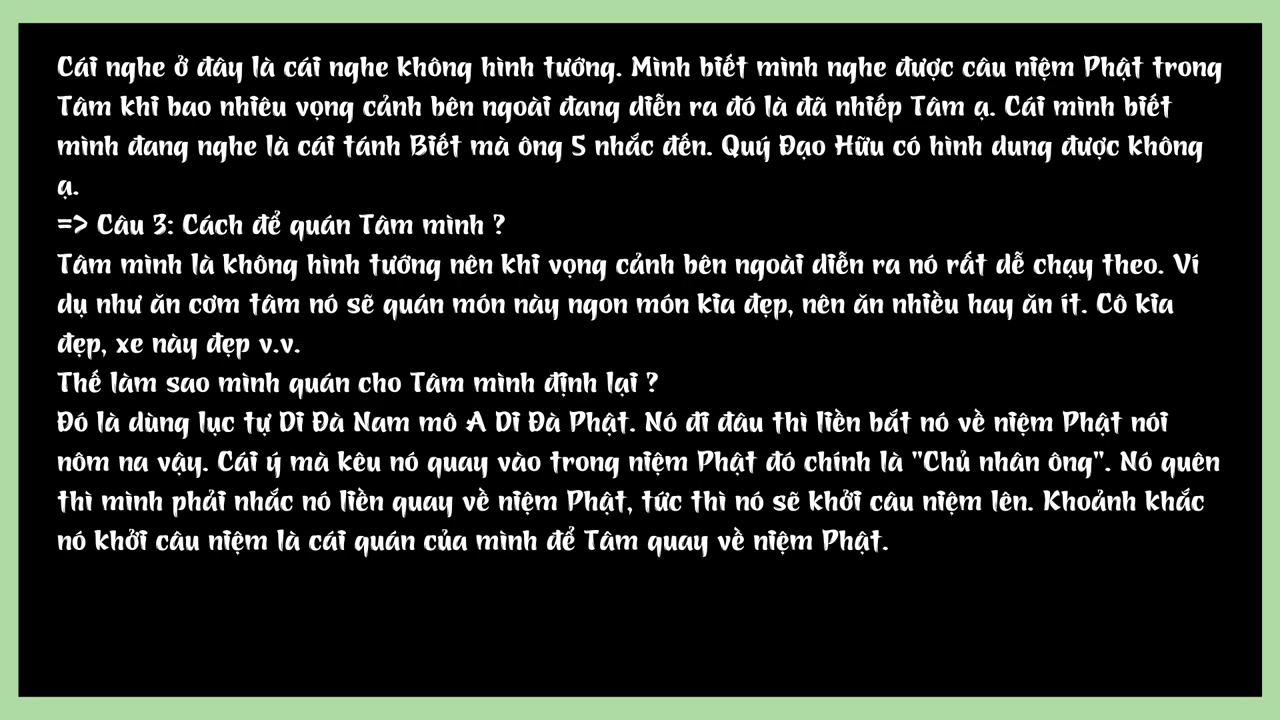 Cái nghe ở đây là cái nghe không hình tướng. Mình biết mình nghe được câu niệm Phật trong
Tâm khi bao nhiêu vọng cảnh bên ngoài đang diễn ra đó là đã nhiếp Tâm ạ. Cái mình biết
mình đang nghe là cái tánh Biết mà ông 5 nhắc đến. Quý Đạo Hữu có hình dung được không
ạ.
=> Câu 3: Cách để quán Tâm mình ?
Tâm mình là không hình tướng nên khi vọng cảnh bên ngoài diễn ra nó rất dễ chạy theo. Ví
dụ như ăn cơm tâm nó sẽ quán món này ngon món kia đẹp, nên ăn nhiều hay ăn ít. Cô kia
đẹp, xe này đẹp v.v.
Thế làm sao mình quán cho Tâm mình định lại ?
Đó là dùng lục tự Di Đà Nam mô A Di Đà Phật. Nó đi đâu thì liền bắt nó về niệm Phật nói
nôm na vậy. Cái ý mà kêu nó quay vào trong niệm Phật đó chính là "Chủ nhân ông". Nó quên
thì mình phải nhắc nó liền quay về niệm Phật, tức thì nó sẽ khởi câu niệm lên. Khoảnh khắc
nó khởi câu niệm là cái quán của mình để Tâm quay về niệm Phật.